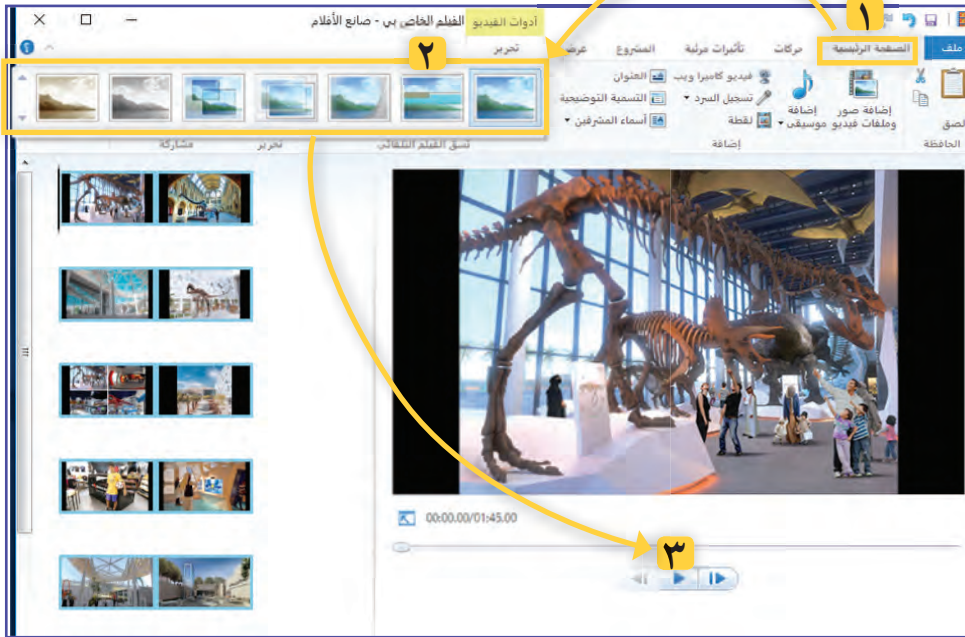 أدوات الفيديو الفيلم الخاص بي - صانع الأفلام
١
ملف الصفحة الرئيسية حركات تأثيرات مرئية المشروع عرض تحرير
٢
لصق
الحافظة
إضافة صور وملفات فيديو
إضافة موسيقى
فيديو كاميرا ويب
تسجيل السرد
لقطة
العنوان
التسمية التوضيحية
أسماء المشرفين
إضافة
نسق الفيلم التلقائي
تحرير
مشاركة
00:00.00/01:45.00
٣